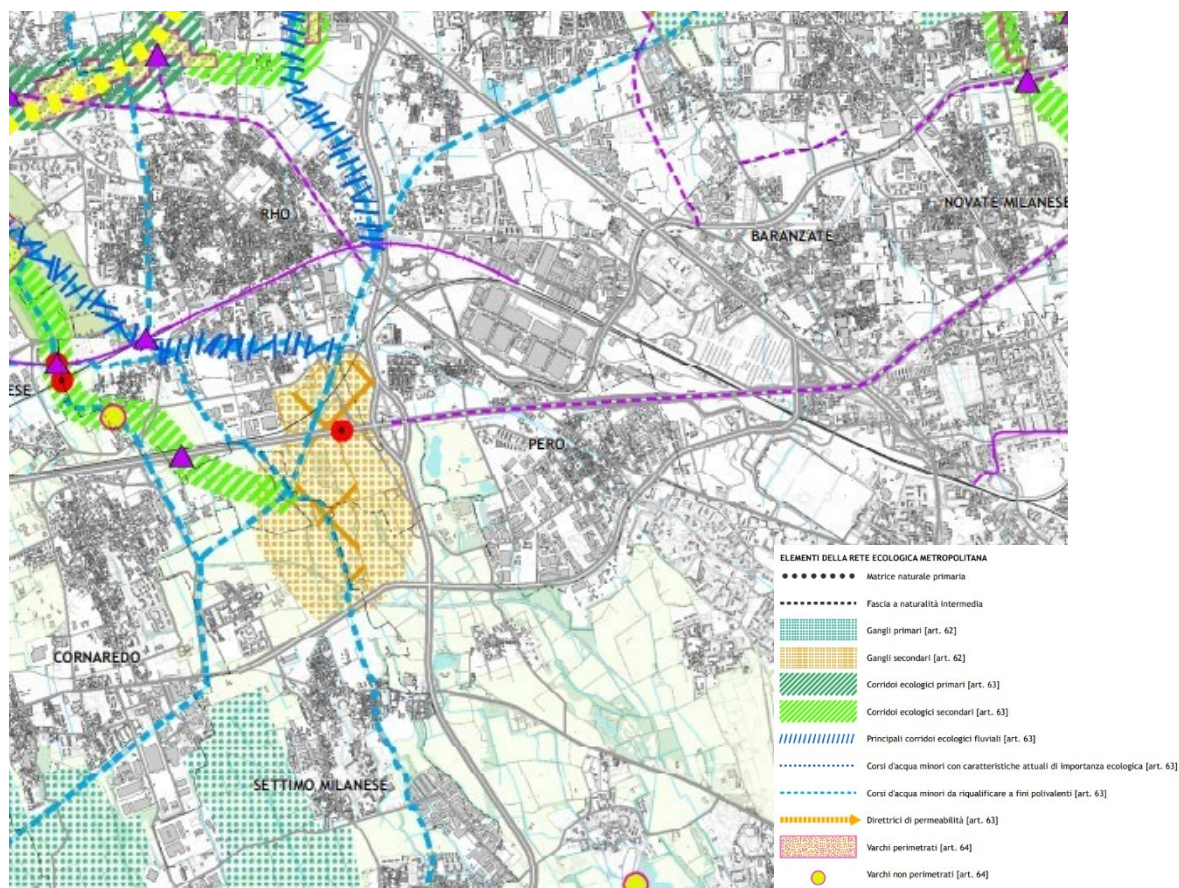 RHO
NOVATE MILANESE
BARANZATE
ESE
PERO
CORNAREDO
SETTIMO MILANESE
ELEMENTI DELLA RETE ECOLOGICA METROPOLITANA
Matrice naturale primaria
Fascia a naturalità intermedia
Gangli primari [art. 62]
Gangli secondari [art. 62]
Corridoi ecologici primari [art. 63]
Corridoi ecologici secondari [art. 63]
Principali corridoi ecologici fluviali [art. 63]
Corsi d'acqua minori con caratteristiche attuali di importanza ecologica [art. 63]
Corsi d'acqua minori da riqualificare a fini polivalenti [art. 63]
Direttrici di permeabilità [art. 63]
Varchi perimetrati [art. 64]
Varchi non perimetrati [art. 64]